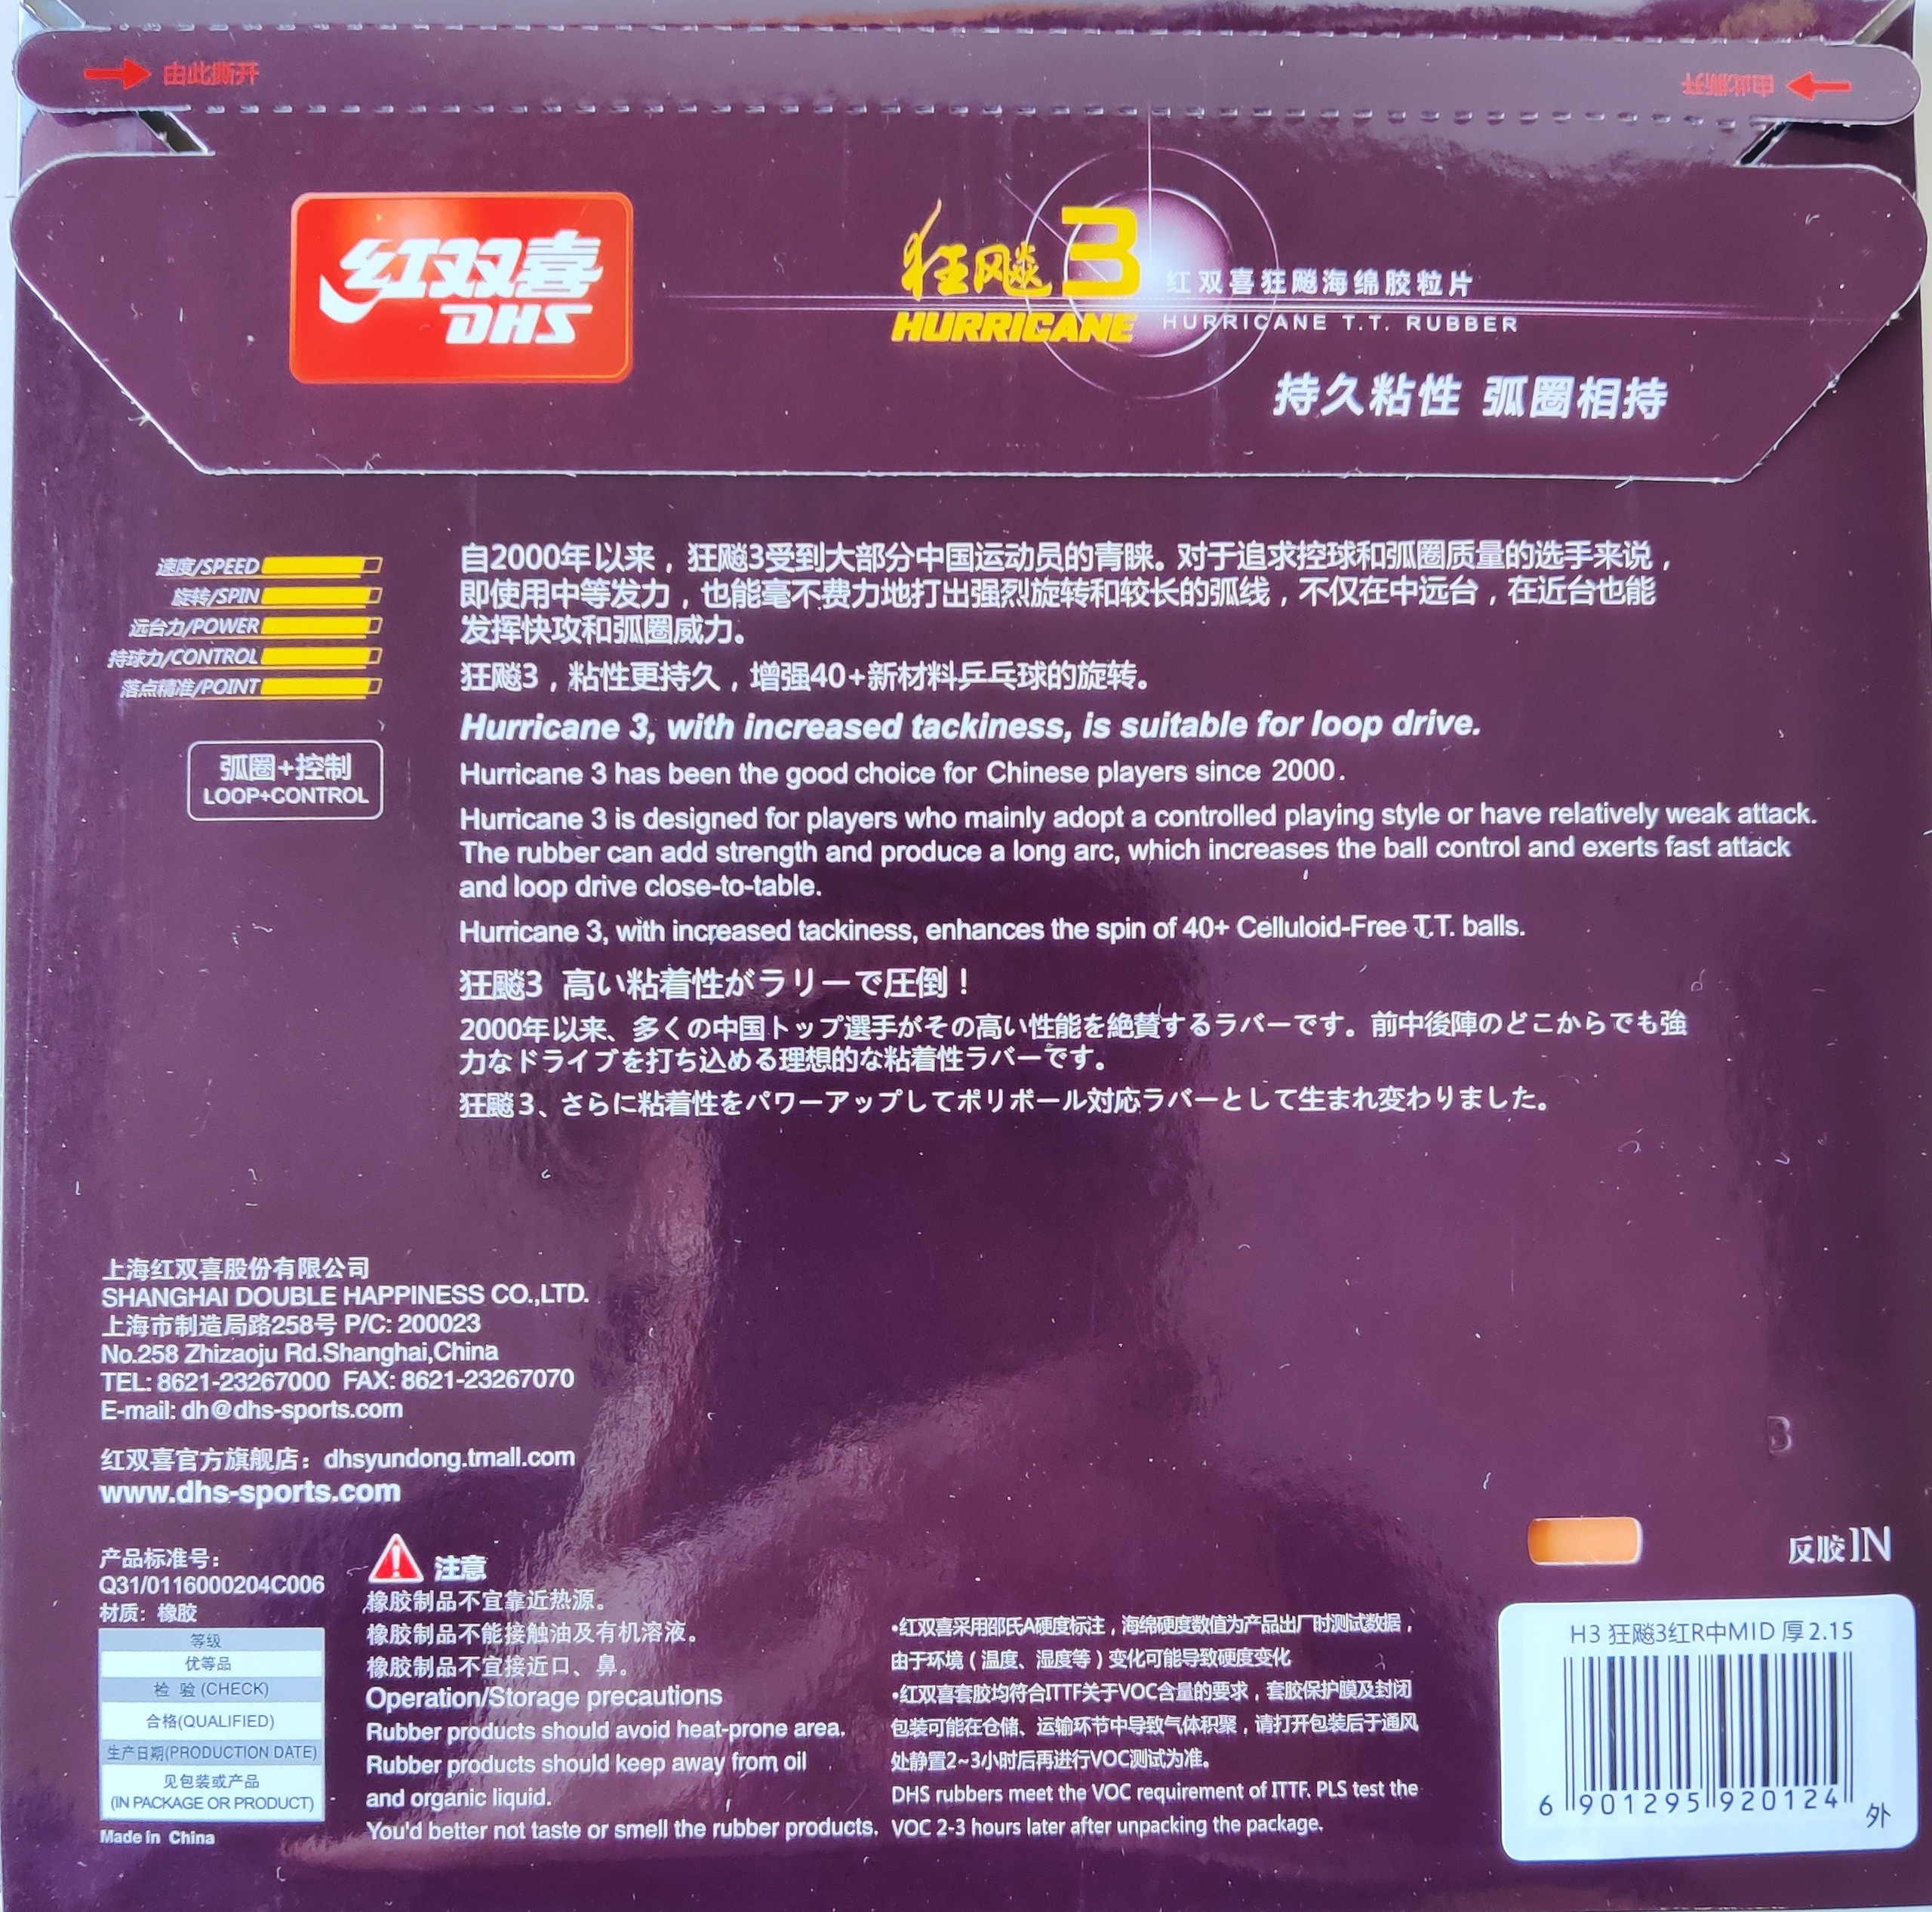 由此撕开
由此撕开
红双喜
DHS
狂飚3
HURRICANE
红双喜狂飚海绵胶粒片
HURRICANE T.T. RUBBER
持久粘性 弧圈相持
速度/SPEED
旋转/SPIN
远台力/POWER
持球力/CONTROL
落点精准/POINT
弧圈+控制
LOOP+CONTROL
自2000年以来，狂飚3受到大部分中国运动员的青睐。对于追求控球和弧圈质量的选手来说，
即使用中等发力，也能毫不费力地打出强烈旋转和较长的弧线，不仅在中远台，在近台也能
发挥快攻和弧圈威力。
狂飚3，粘性更持久，增强40+新材料乒乓球的旋转。
Hurricane 3, with increased tackiness, is suitable for loop drive.
Hurricane 3 has been the good choice for Chinese players since 2000.
Hurricane 3 is designed for players who mainly adopt a controlled playing style or have relatively weak attack.
The rubber can add strength and produce a long arc, which increases the ball control and exerts fast attack
and loop drive close-to-table.
Hurricane 3, with increased tackiness, enhances the spin of 40+ Celluloid-Free T.T. balls.
狂飈3 高い粘着性がラリーで圧倒！
2000年以来、多くの中国トップ選手がその高い性能を絶賛するラバーです。前中後陣のどこからでも強
力なドライブを打ち込める理想的な粘着性ラバーです。
狂飈3、さらに粘着性をパワーアップしてポリボール対応ラバーとして生まれ変わりました。
上海红双喜股份有限公司
SHANGHAI DOUBLE HAPPINESS CO.,LTD.
上海市制造局路258号 P/C: 200023
No.258 Zhizaoju Rd.Shanghai,China
TEL: 8621-23267000 FAX: 8621-23267070
E-mail: dh@dhs-sports.com
红双喜官方旗舰店：dhsyundong.tmall.com
www.dhs-sports.com
产品标准号：
Q31/0116000204C006
材质：橡胶
等级
优等品
检 验 (CHECK)
合格(QUALIFIED)
生产日期(PRODUCTION DATE)
见包装或产品
(IN PACKAGE OR PRODUCT)
Made in China
注意
橡胶制品不宜靠近热源。
橡胶制品不能接触油及有机溶液。
橡胶制品不宜接近口、鼻。
Operation/Storage precautions
Rubber products should avoid heat-prone area.
Rubber products should keep away from oil
and organic liquid.
You'd better not taste or smell the rubber products.
•红双喜采用邵氏A硬度标注，海绵硬度数值为产品出厂时测试数据，
由于环境（温度、湿度等）变化可能导致硬度变化
•红双喜套胶均符合ITTF关于VOC含量的要求，套胶保护膜及封闭
包装可能在仓储、运输环节中导致气体积聚，请打开包装后于通风
处静置2~3小时后再进行VOC测试为准。
DHS rubbers meet the VOC requirement of ITTF. PLS test the
VOC 2-3 hours later after unpacking the package.
B
反胶IN
H3 狂飚3红R中MID 厚2.15
6 901295 920124
外